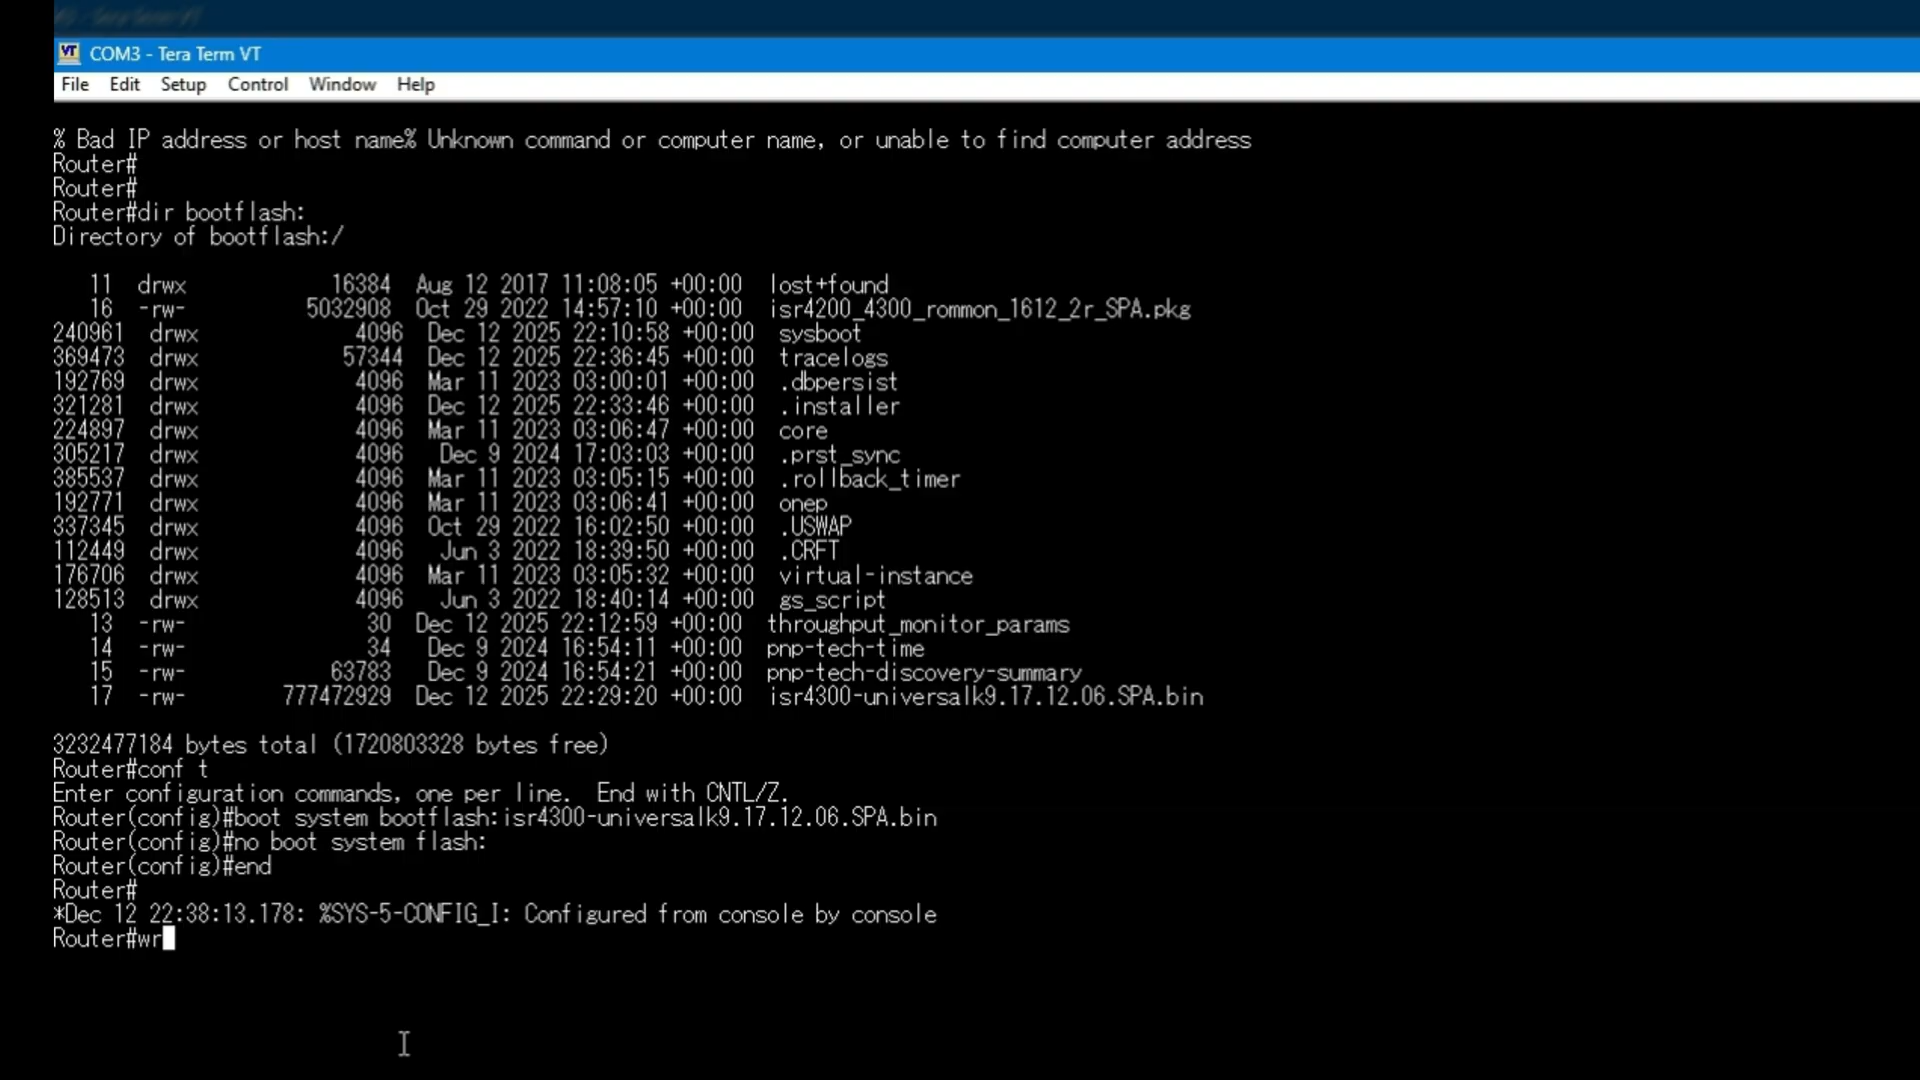 COM3 - Tera Term VT
File Edit Setup Control Window Help
% Bad IP address or host name% Unknown command or computer name, or unable to find computer address
Router#
Router#
Router#dir bootflash:
Directory of bootflash:/
11 drwx 16384 Aug 12 2017 11:08:05 +00:00 lost+found
16 -rw- 5032908 Oct 29 2022 14:57:10 +00:00 isr4200_4300_rommon_1612_2r_SPA.pkg
240961 drwx 4096 Dec 12 2025 22:10:58 +00:00 sysboot
369473 drwx 57344 Dec 12 2025 22:36:45 +00:00 tracelogs
192769 drwx 4096 Mar 11 2023 03:00:01 +00:00 .dbpersist
321281 drwx 4096 Dec 12 2025 22:33:46 +00:00 .installer
224897 drwx 4096 Mar 11 2023 03:06:47 +00:00 core
305217 drwx 4096 Dec 9 2024 17:03:03 +00:00 .prst_sync
385537 drwx 4096 Mar 11 2023 03:05:15 +00:00 .rollback_timer
192771 drwx 4096 Mar 11 2023 03:06:41 +00:00 onep
337345 drwx 4096 Oct 29 2022 16:02:50 +00:00 .USWAP
112449 drwx 4096 Jun 3 2022 18:39:50 +00:00 .CRFT
176706 drwx 4096 Mar 11 2023 03:05:32 +00:00 virtual-instance
128513 drwx 4096 Jun 3 2022 18:40:14 +00:00 gs_script
13 -rw- 30 Dec 12 2025 22:12:59 +00:00 throughput_monitor_params
14 -rw- 34 Dec 9 2024 16:54:11 +00:00 pnp-tech-time
15 -rw- 63783 Dec 9 2024 16:54:21 +00:00 pnp-tech-discovery-summary
17 -rw- 777472929 Dec 12 2025 22:29:20 +00:00 isr4300-universalk9.17.12.06.SPA.bin
3232477184 bytes total (1720803328 bytes free)
Router#conf t
Enter configuration commands, one per line. End with CNTL/Z.
Router(config)#boot system bootflash:isr4300-universalk9.17.12.06.SPA.bin
Router(config)#no boot system flash:
Router(config)#end
Router#
*Dec 12 22:38:13.178: %SYS-5-CONFIG_I: Configured from console by console
Router#wr